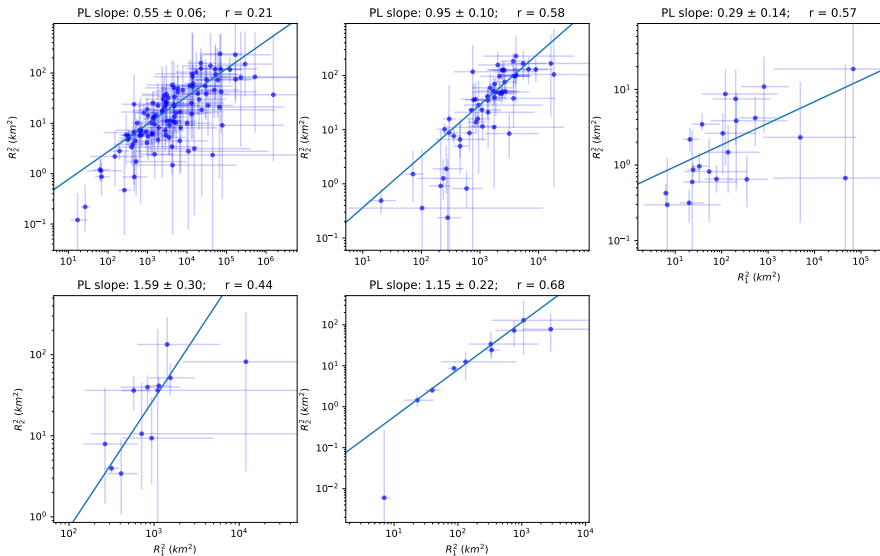 PL slope: 0.55 ± 0.06; r = 0.21
PL slope: 0.95 ± 0.10; r = 0.58
PL slope: 0.29 ± 0.14; r = 0.57
R₂² (km²)
10² 10¹ 10⁰ 10⁻¹
10¹ 10² 10³ 10⁴ 10⁵ 10⁶
R₂² (km²)
10² 10¹ 10⁰ 10⁻¹
10¹ 10² 10³ 10⁴
R₂² (km²)
10¹ 10⁰ 10⁻¹
10¹ 10² 10³ 10⁴ 10⁵
R₁² (km²)
PL slope: 1.59 ± 0.30; r = 0.44
PL slope: 1.15 ± 0.22; r = 0.68
R₂² (km²)
10² 10¹ 10⁰
10² 10³ 10⁴
R₁² (km²)
R₂² (km²)
10² 10¹ 10⁰ 10⁻¹ 10⁻²
10¹ 10² 10³ 10⁴
R₁² (km²)